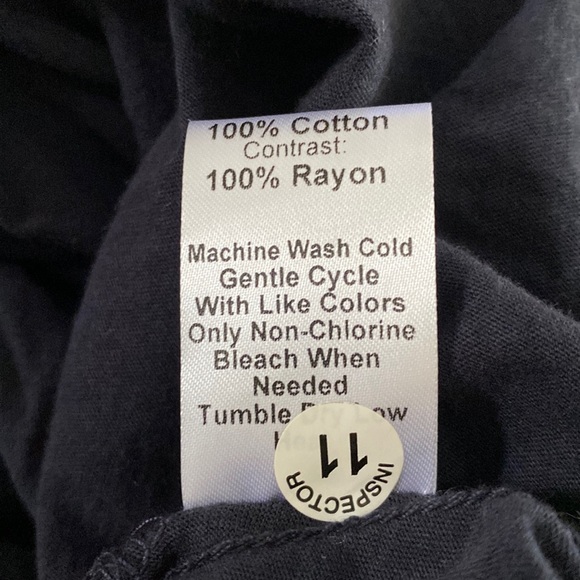 100% Cotton
Contrast:
100% Rayon
Machine Wash Cold
Gentle Cycle
With Like Colors
Only Non-Chlorine
Bleach When
Needed
Tumble Dry Low
11
INSPECTOR